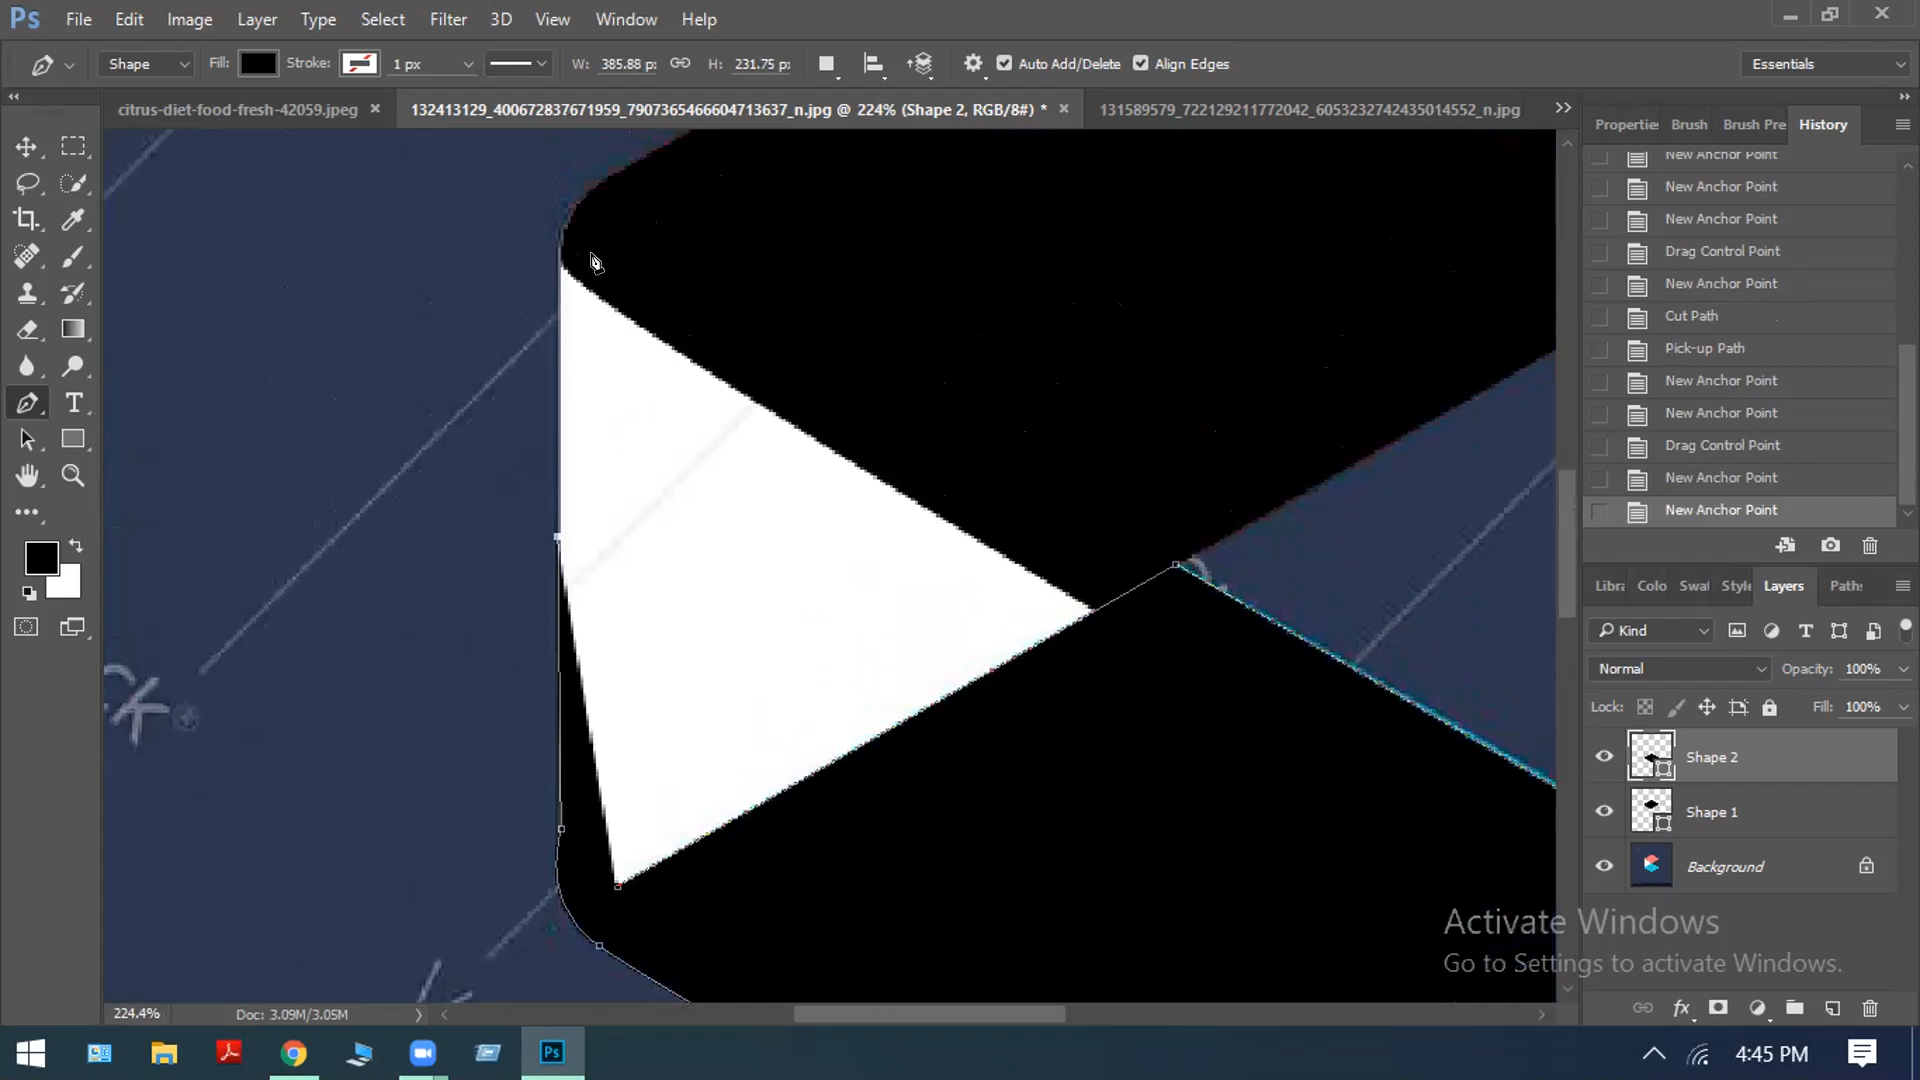 Ps File Edit Image Layer Type Select Filter 3D View Window Help
Shape Fill: Stroke: 1 px W: 385.88 p: H: 231.75 p: Auto Add/Delete Align Edges Essentials
citrus-diet-food-fresh-42059.jpeg × 132413129_400672837671959_7907365466604713637_n.jpg @ 224% (Shape 2, RGB/8#) * × 131589579_722129211772042_6053232742435014552_n.jpg
Propertie Brush Brush Pre History
New Anchor Point
New Anchor Point
New Anchor Point
Drag Control Point
New Anchor Point
Cut Path
Pick-up Path
New Anchor Point
New Anchor Point
Drag Control Point
New Anchor Point
New Anchor Point
Libra Colo Swat Style Layers Paths
Kind
Normal Opacity: 100%
Lock: Fill: 100%
Shape 2
Shape 1
Background
Activate Windows
Go to Settings to activate Windows.
224.4% Doc: 3.09M/3.05M
Ps 4:45 PM